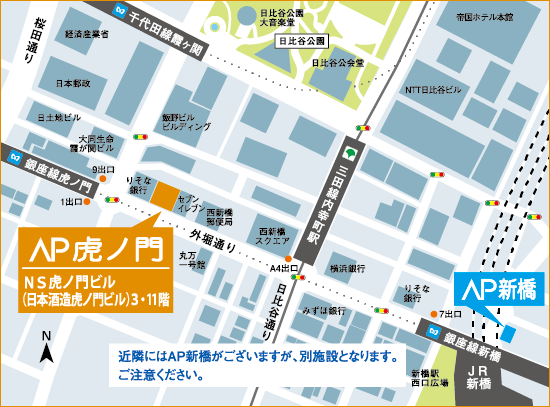 日比谷公園
大音楽堂
帝国ホテル本館
千代田線霞ヶ関
日比谷公園
桜田通り
経済産業省
日比谷公会堂
日本郵政
NTT日比谷ビル
日土地ビル
飯野ビル
ビルディング
大同生命
霞が関ビル
銀座線虎ノ門
9出口
りそな
銀行
セブン
イレブン
三田線内幸町駅
1出口
西新橋
郵便局
西新橋
スクエア
外堀通り
AP虎ノ門
NS虎ノ門ビル
(日本酒造虎ノ門ビル)3・11階
丸万
一号館
A4出口
横浜銀行
AP新橋
りそな
銀行
日比谷通り
みずほ銀行
7出口
銀座線新橋
N
近隣にはAP新橋がございますが、別施設となります。
ご注意ください。
新橋駅
西口広場
JR
新橋